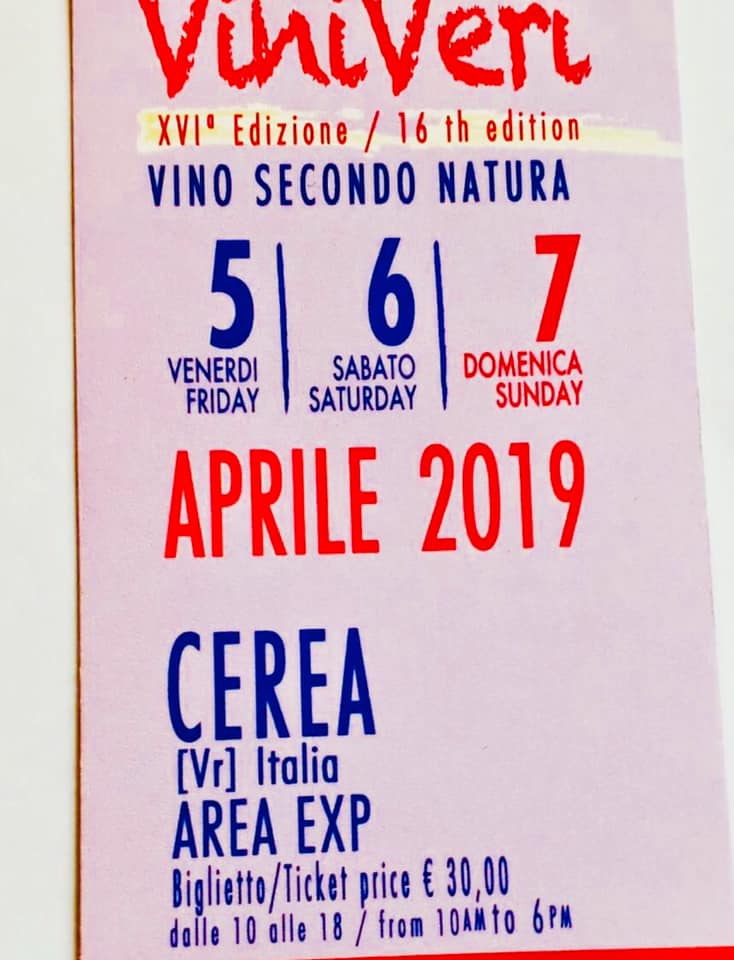 ViniVeri
XVIª Edizione / 16 th edition
VINO SECONDO NATURA
5 | 6 | 7
VENERDI SABATO DOMENICA
FRIDAY SATURDAY SUNDAY
APRILE 2019
CEREA
[Vr] Italia
AREA EXP
Biglietto/Ticket price € 30,00
dalle 10 alle 18 / from 10AM to 6PM